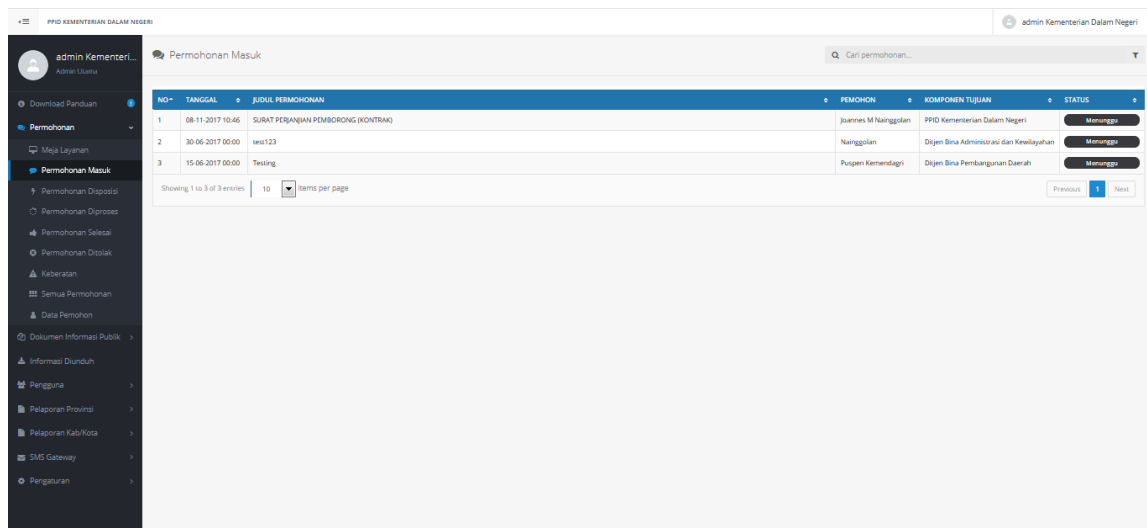 PPID KEMENTERIAN DALAM NEGERI
admin Kementerian Dalam Negeri
admin Kementeri...
Admin Utama
Download Panduan
Permohonan
Meja Layanan
Permohonan Masuk
Permohonan Disposisi
Permohonan Diproses
Permohonan Selesai
Permohonan Ditolak
Keberatan
Semua Permohonan
Data Pemohon
Dokumen Informasi Publik
Informasi Diunduh
Pengguna
Pelaporan Provinsi
Pelaporan Kab/Kota
SMS Gateway
Pengaturan
Permohonan Masuk
Cari permohonan...
NO TANGGAL JUDUL PERMOHONAN PEMOHON KOMPONEN TUJUAN STATUS
1 08-11-2017 10:46 SURAT PERJANJIAN PEMBORONG (KONTRAK) Joannes M Nainggolan PPID Kementerian Dalam Negeri Menunggu
2 30-06-2017 00:00 test123 Nainggolan Ditjen Bina Administrasi dan Kewilayahan Menunggu
3 15-06-2017 00:00 Testing Puspen Kemendagri Ditjen Bina Pembangunan Daerah Menunggu
Showing 1 to 3 of 3 entries 10 items per page Previous 1 Next